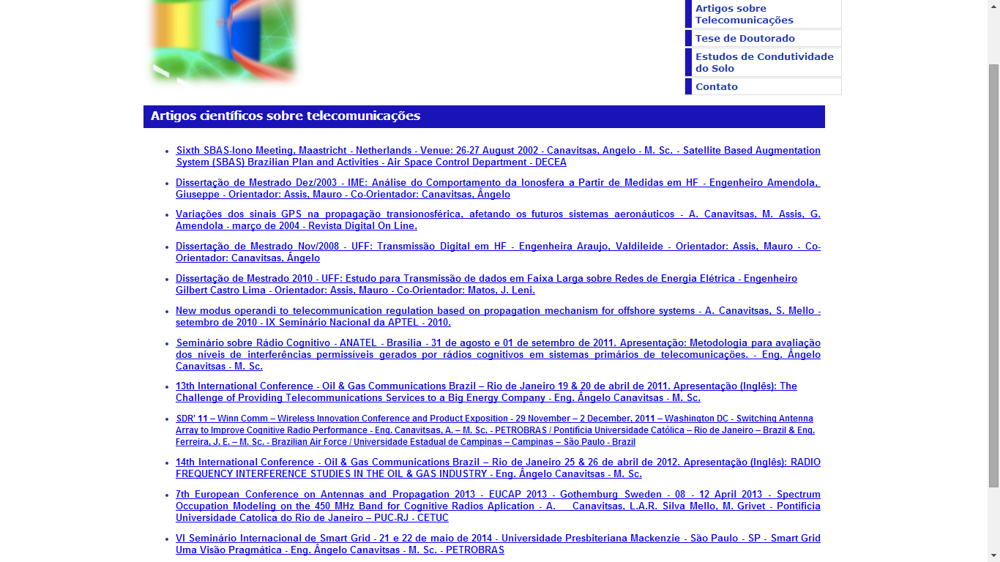 Artigos sobre
Telecomunicações
Tese de Doutorado
Estudos de Condutividade
do Solo
Contato
Artigos científicos sobre telecomunicações
Sixth SBAS-Iono Meeting, Maastricht - Netherlands - Venue: 26-27 August 2002 - Canavitsas, Angelo - M. Sc. - Satellite Based Augmentation
System (SBAS) Brazilian Plan and Activities - Air Space Control Department - DECEA
Dissertação de Mestrado Dez/2003 - IME: Análise do Comportamento da Ionosfera a Partir de Medidas em HF - Engenheiro Amendola,
Giuseppe - Orientador: Assis, Mauro - Co-Orientador: Canavitsas, Ângelo
Variações dos sinais GPS na propagação transionosférica, afetando os futuros sistemas aeronáuticos - A. Canavitsas, M. Assis, G.
Amendola - março de 2004 - Revista Digital On Line.
Dissertação de Mestrado Nov/2008 - UFF: Transmissão Digital em HF - Engenheira Araujo, Valdileide - Orientador: Assis, Mauro - Co-
Orientador: Canavitsas, Ângelo
Dissertação de Mestrado 2010 - UFF: Estudo para Transmissão de dados em Faixa Larga sobre Redes de Energia Elétrica - Engenheiro
Gilbert Castro Lima - Orientador: Assis, Mauro - Co-Orientador: Matos, J. Leni.
New modus operandi to telecommunication regulation based on propagation mechanism for offshore systems - A. Canavitsas, S. Mello -
setembro de 2010 - IX Seminário Nacional da APTEL - 2010.
Seminário sobre Rádio Cognitivo - ANATEL - Brasília - 31 de agosto e 01 de setembro de 2011. Apresentação: Metodologia para avaliação
dos níveis de interferências permissíveis gerados por rádios cognitivos em sistemas primários de telecomunicações. - Eng. Ângelo
Canavitsas - M. Sc.
13th International Conference - Oil & Gas Communications Brazil – Rio de Janeiro 19 & 20 de abril de 2011. Apresentação (Inglês): The
Challenge of Providing Telecommunications Services to a Big Energy Company - Eng. Ângelo Canavitsas - M. Sc.
SDR' 11 – Winn Comm – Wireless Innovation Conference and Product Exposition - 29 November – 2 December, 2011 – Washington DC - Switching Antenna
Array to Improve Cognitive Radio Performance - Eng. Canavitsas, A. – M. Sc. - PETROBRAS / Pontifícia Universidade Católica – Rio de Janeiro – Brazil & Eng.
Ferreira, J. E. – M. Sc. - Brazilian Air Force / Universidade Estadual de Campinas – Campinas – São Paulo - Brazil
14th International Conference - Oil & Gas Communications Brazil – Rio de Janeiro 25 & 26 de abril de 2012. Apresentação (Inglês): RADIO
FREQUENCY INTERFERENCE STUDIES IN THE OIL & GAS INDUSTRY - Eng. Ângelo Canavitsas - M. Sc.
7th European Conference on Antennas and Propagation 2013 - EUCAP 2013 - Gothemburg Sweden - 08 - 12 April 2013 - Spectrum
Occupation Modeling on the 450 MHz Band for Cognitive Radios Aplication - A. Canavitsas, L.A.R. Silva Mello, M. Grivet - Pontificia
Universidade Catolica do Rio de Janeiro – PUC-RJ - CETUC
VI Seminário Internacional de Smart Grid - 21 e 22 de maio de 2014 - Universidade Presbiteriana Mackenzie - São Paulo - SP - Smart Grid
Uma Visão Pragmática - Eng. Ângelo Canavitsas - M. Sc. - PETROBRAS